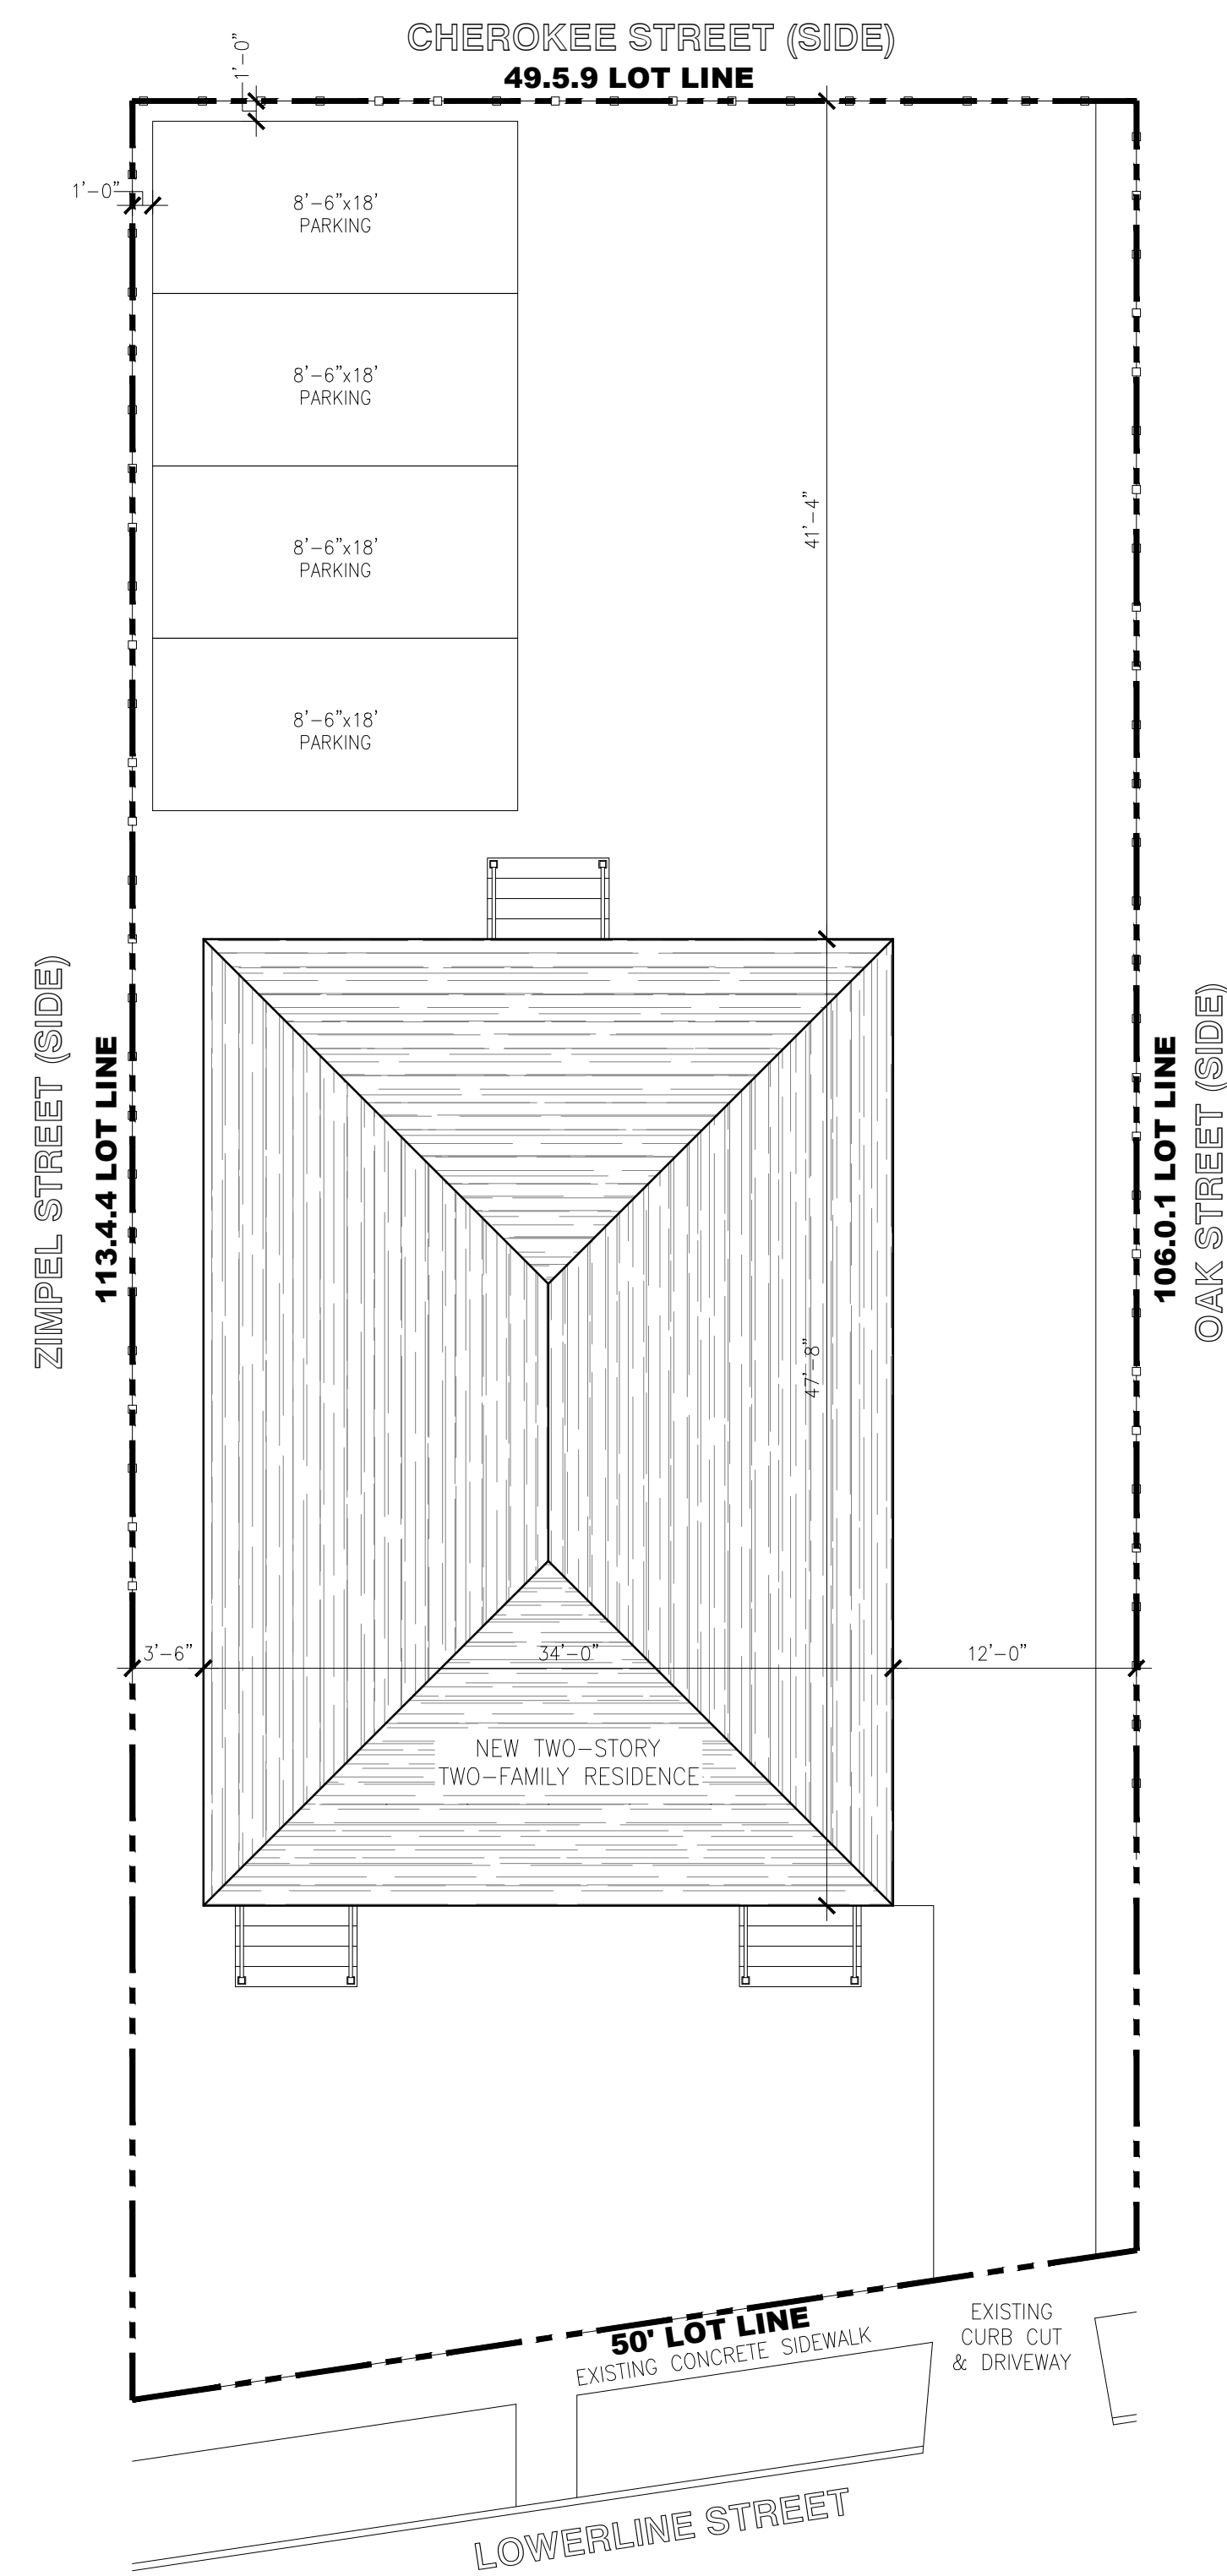 CHEROKEE STREET (SIDE)
49.5.9 LOT LINE
1'-0"
1'-0"
8'-6"x18'
PARKING
8'-6"x18'
PARKING
8'-6"x18'
PARKING
8'-6"x18'
PARKING
41'-4"
ZIMPEL STREET (SIDE)
113.4.4 LOT LINE
106.0.1 LOT LINE
OAK STREET (SIDE)
47'-8"
3'-6"
34'-0"
12'-0"
NEW TWO-STORY
TWO-FAMILY RESIDENCE
50' LOT LINE
EXISTING CONCRETE SIDEWALK
EXISTING
CURB CUT
& DRIVEWAY
LOWERLINE STREET